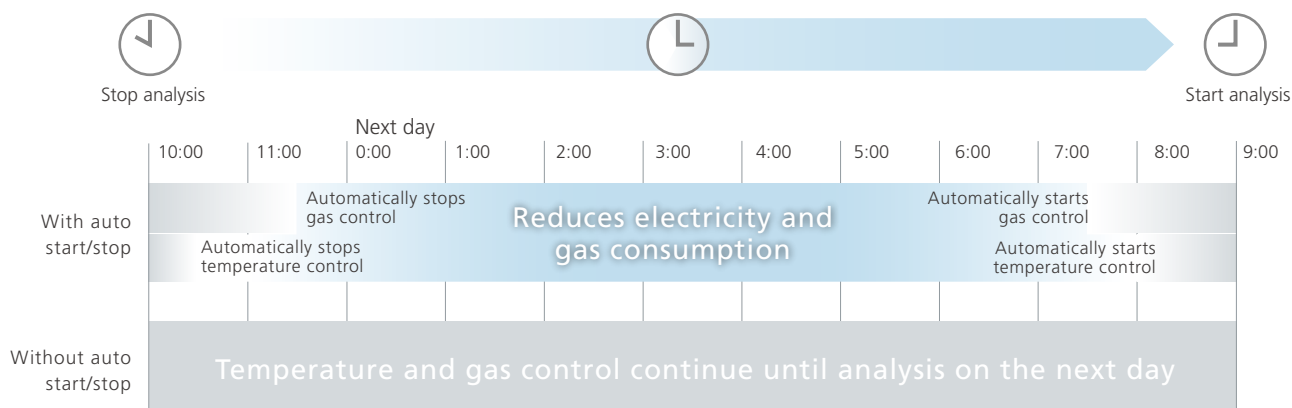 Stop analysis
Start analysis
Next day
10:00 11:00 0:00 1:00 2:00 3:00 4:00 5:00 6:00 7:00 8:00 9:00
With auto
start/stop
Automatically stops
gas control
Automatically stops
temperature control
Reduces electricity and
gas consumption
Automatically starts
gas control
Automatically starts
temperature control
Without auto
start/stop
Temperature and gas control continue until analysis on the next day